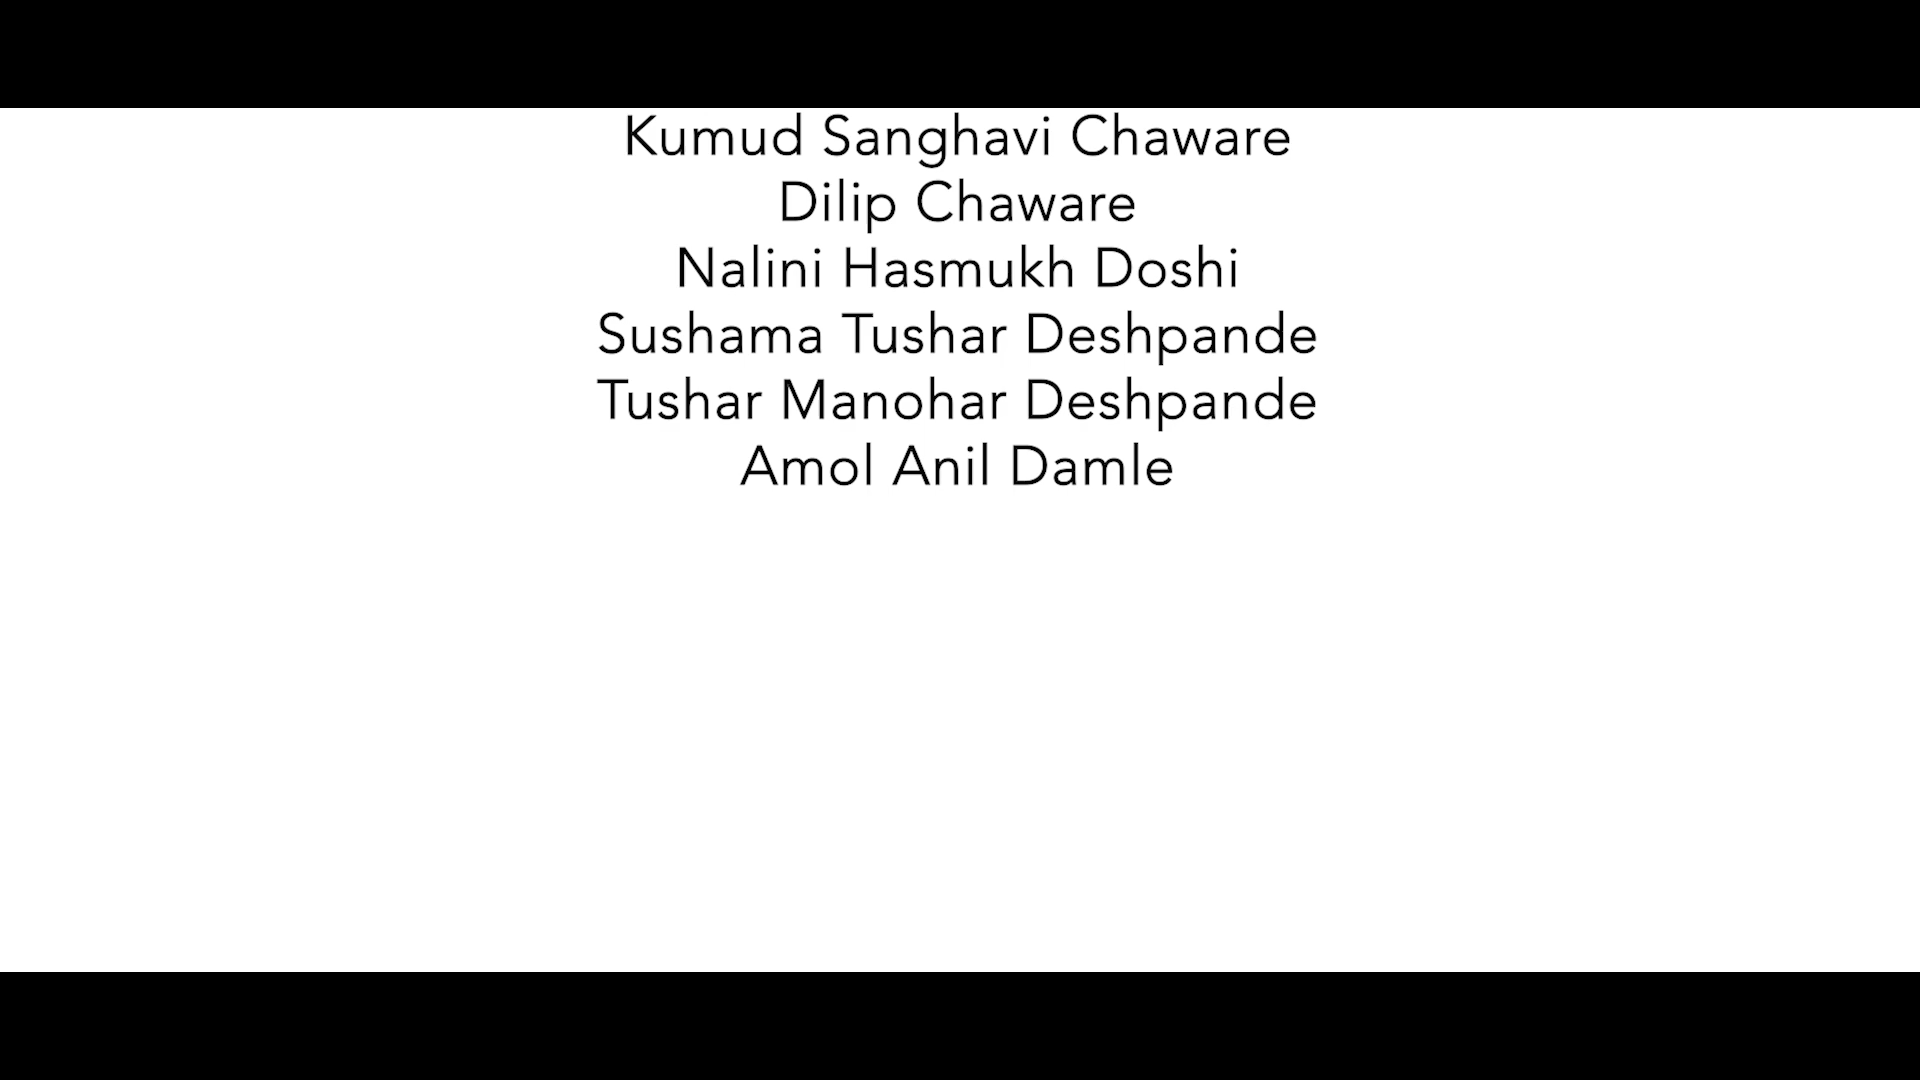 Kumud Sanghavi Chaware
Dilip Chaware
Nalini Hasmukh Doshi
Sushama Tushar Deshpande
Tushar Manohar Deshpande
Amol Anil Damle